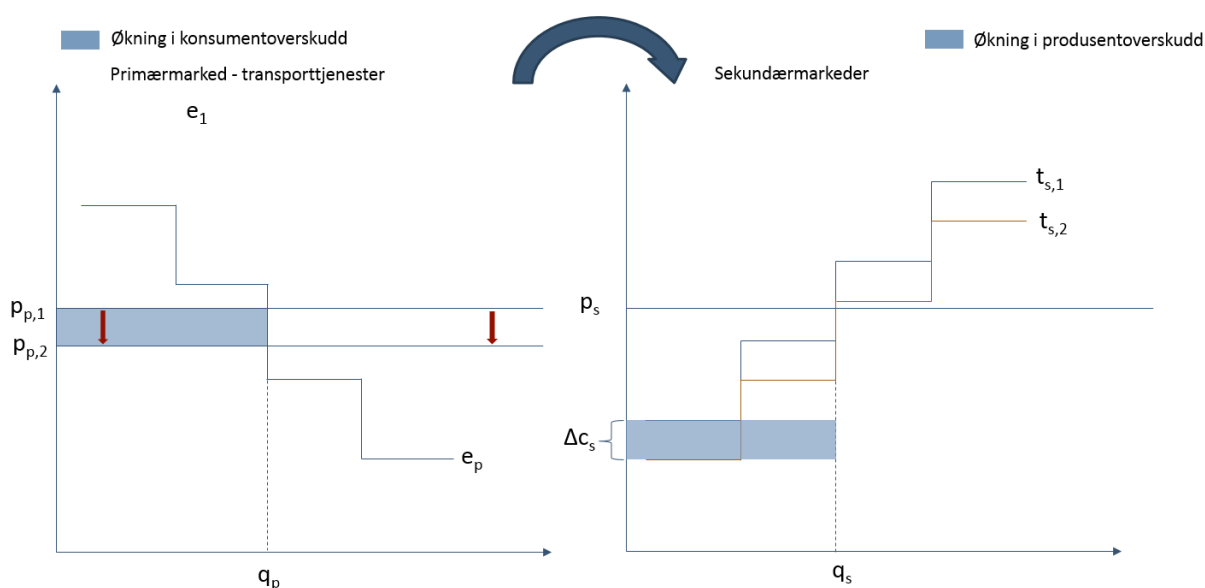 Økning i konsumentoverskudd
Primærmarked - transporttjenester
e1
pp,1
pp,2
ep
qp
Økning i produsentoverskudd
Sekundærmarkeder
ts,1
ts,2
ps
Δcs
qs